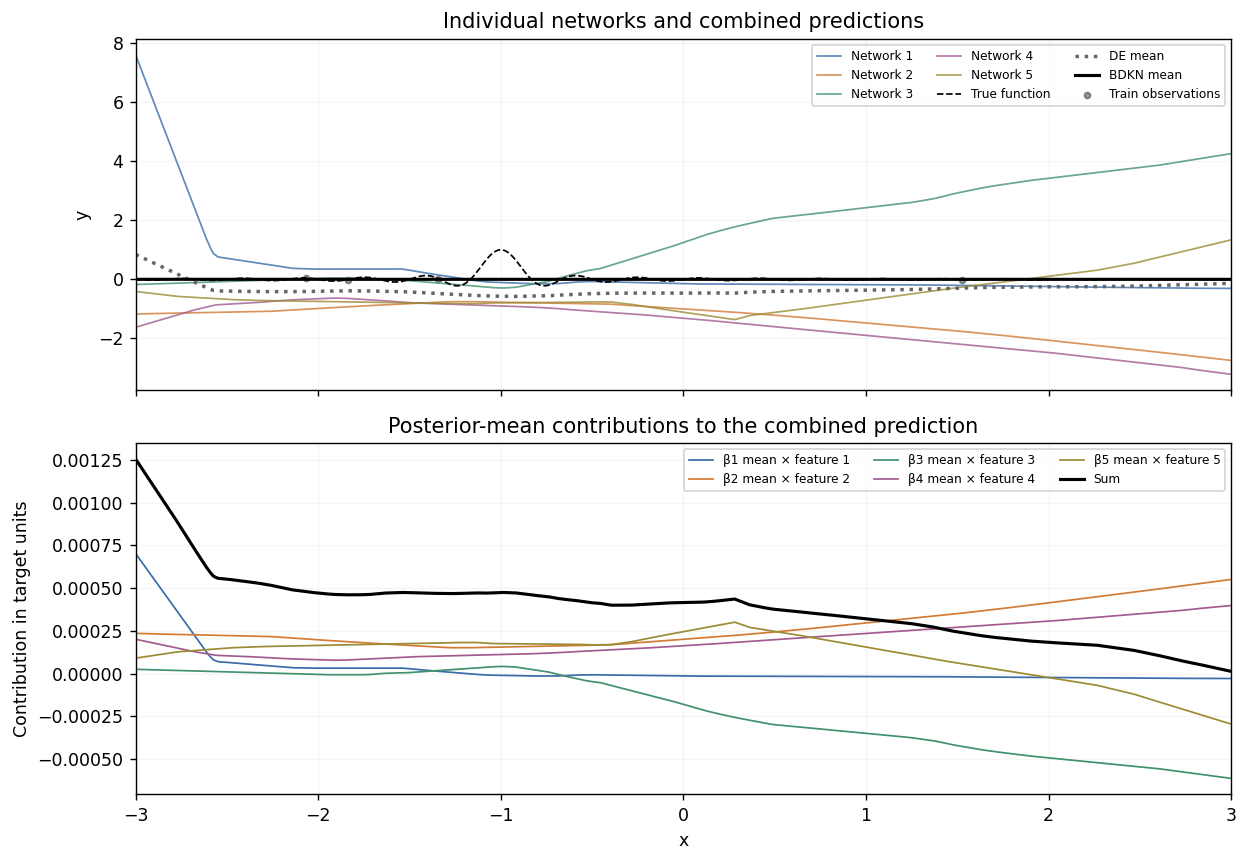 Individual networks and combined predictions
8
6
4
2
0
−2
y
Network 1
Network 2
Network 3
Network 4
Network 5
True function
DE mean
BDKN mean
Train observations
Posterior-mean contributions to the combined prediction
0.00125
0.00100
0.00075
0.00050
0.00025
0.00000
−0.00025
−0.00050
Contribution in target units
β1 mean × feature 1
β2 mean × feature 2
β3 mean × feature 3
β4 mean × feature 4
β5 mean × feature 5
Sum
−3 −2 −1 0 1 2 3
x